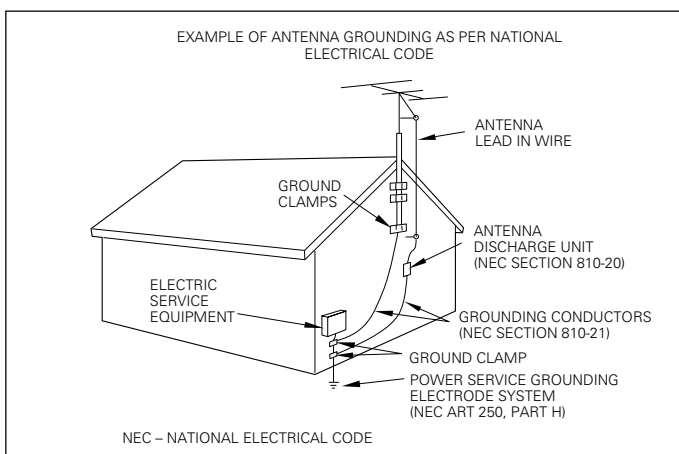 EXAMPLE OF ANTENNA GROUNDING AS PER NATIONAL
ELECTRICAL CODE
ANTENNA
LEAD IN WIRE
GROUND
CLAMPS
ANTENNA
DISCHARGE UNIT
(NEC SECTION 810-20)
ELECTRIC
SERVICE
EQUIPMENT
GROUNDING CONDUCTORS
(NEC SECTION 810-21)
GROUND CLAMP
POWER SERVICE GROUNDING
ELECTRODE SYSTEM
(NEC ART 250, PART H)
NEC – NATIONAL ELECTRICAL CODE